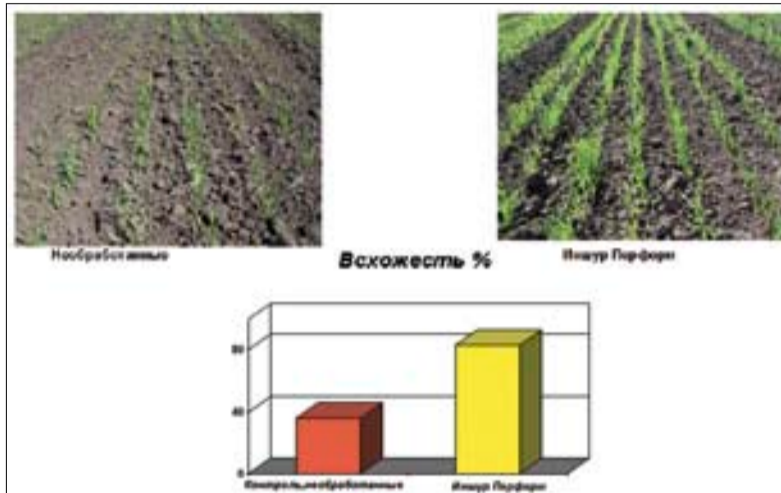 Необработанные
Иншур Перформ
Всхожесть %
80
40
0
Контроль, необработанные
Иншур Перформ